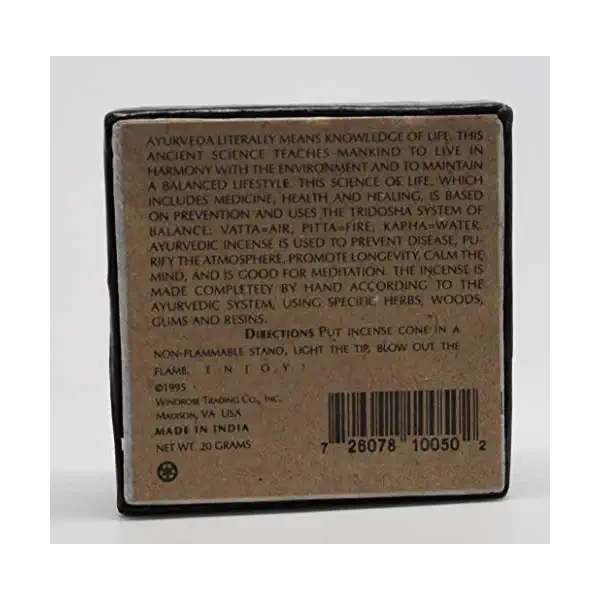 AYURVEDA LITERALLY MEANS KNOWLEDGE OF LIFE. THIS
ANCIENT SCIENCE TEACHES MANKIND TO LIVE IN
HARMONY WITH THE ENVIRONMENT AND TO MAINTAIN
A BALANCED LIFESTYLE. THIS SCIENCE OF LIFE, WHICH
INCLUDES MEDICINE, HEALTH AND HEALING, IS BASED
ON PREVENTION AND USES THE TRIDOSHA SYSTEM OF
BALANCE: VATTA=AIR, PITTA=FIRE, KAPHA=WATER.
AYURVEDIC INCENSE IS USED TO PREVENT DISEASE, PU-
RIFY THE ATMOSPHERE, PROMOTE LONGEVITY, CALM THE
MIND, AND IS GOOD FOR MEDITATION. THE INCENSE IS
MADE COMPLETELY BY HAND ACCORDING TO THE
AYURVEDIC SYSTEM, USING SPECIFIC HERBS, WOODS,
GUMS AND RESINS.
DIRECTIONS PUT INCENSE CONE IN A
NON-FLAMMABLE STAND, LIGHT THE TIP, BLOW OUT THE
FLAME. ENJOY!
©1995
WINDROSE TRADING CO., INC.
MADISON, VA USA
MADE IN INDIA
NET WT. 20 GRAMS
7 26078 10050 2